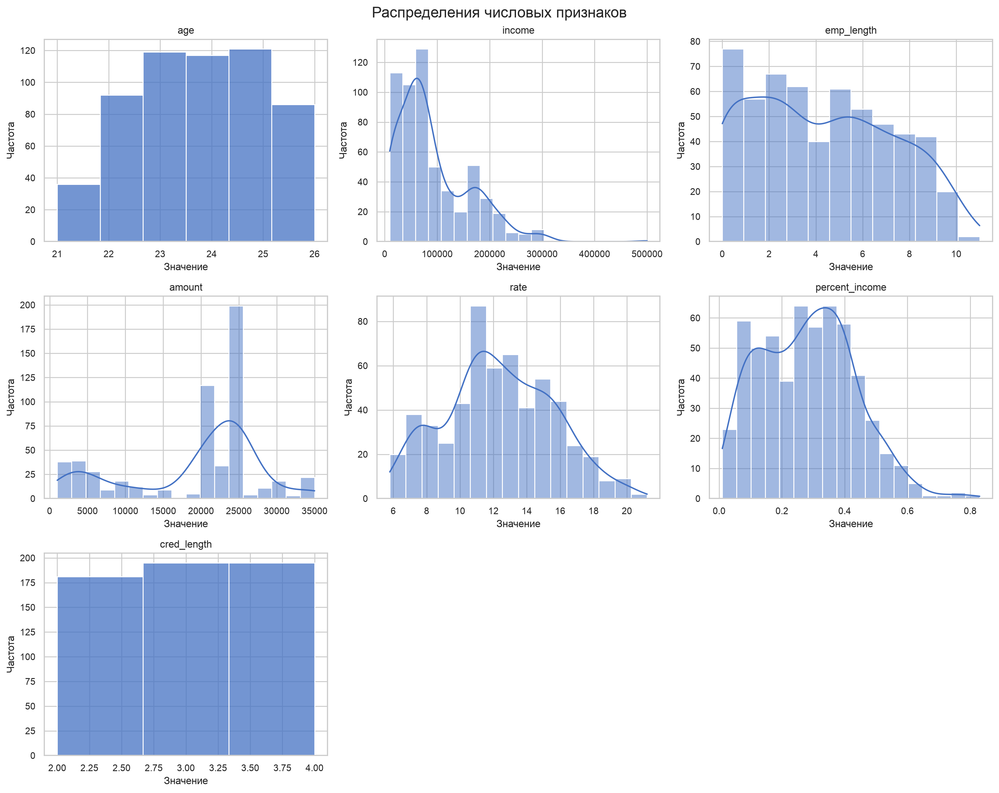 Распределения числовых признаков
age
120
100
80
60
40
20
0
Частота
21 22 23 24 25 26
Значение
income
120
100
80
60
40
20
0
Частота
0 100000 200000 300000 400000 500000
Значение
emp_length
80
70
60
50
40
30
20
10
0
Частота
0 2 4 6 8 10
Значение
amount
200
175
150
125
100
75
50
25
0
Частота
0 5000 10000 15000 20000 25000 30000 35000
Значение
rate
80
60
40
20
0
Частота
6 8 10 12 14 16 18 20
Значение
percent_income
60
50
40
30
20
10
0
Частота
0.0 0.2 0.4 0.6 0.8
Значение
cred_length
200
175
150
125
100
75
50
25
0
Частота
2.00 2.25 2.50 2.75 3.00 3.25 3.50 3.75 4.00
Значение